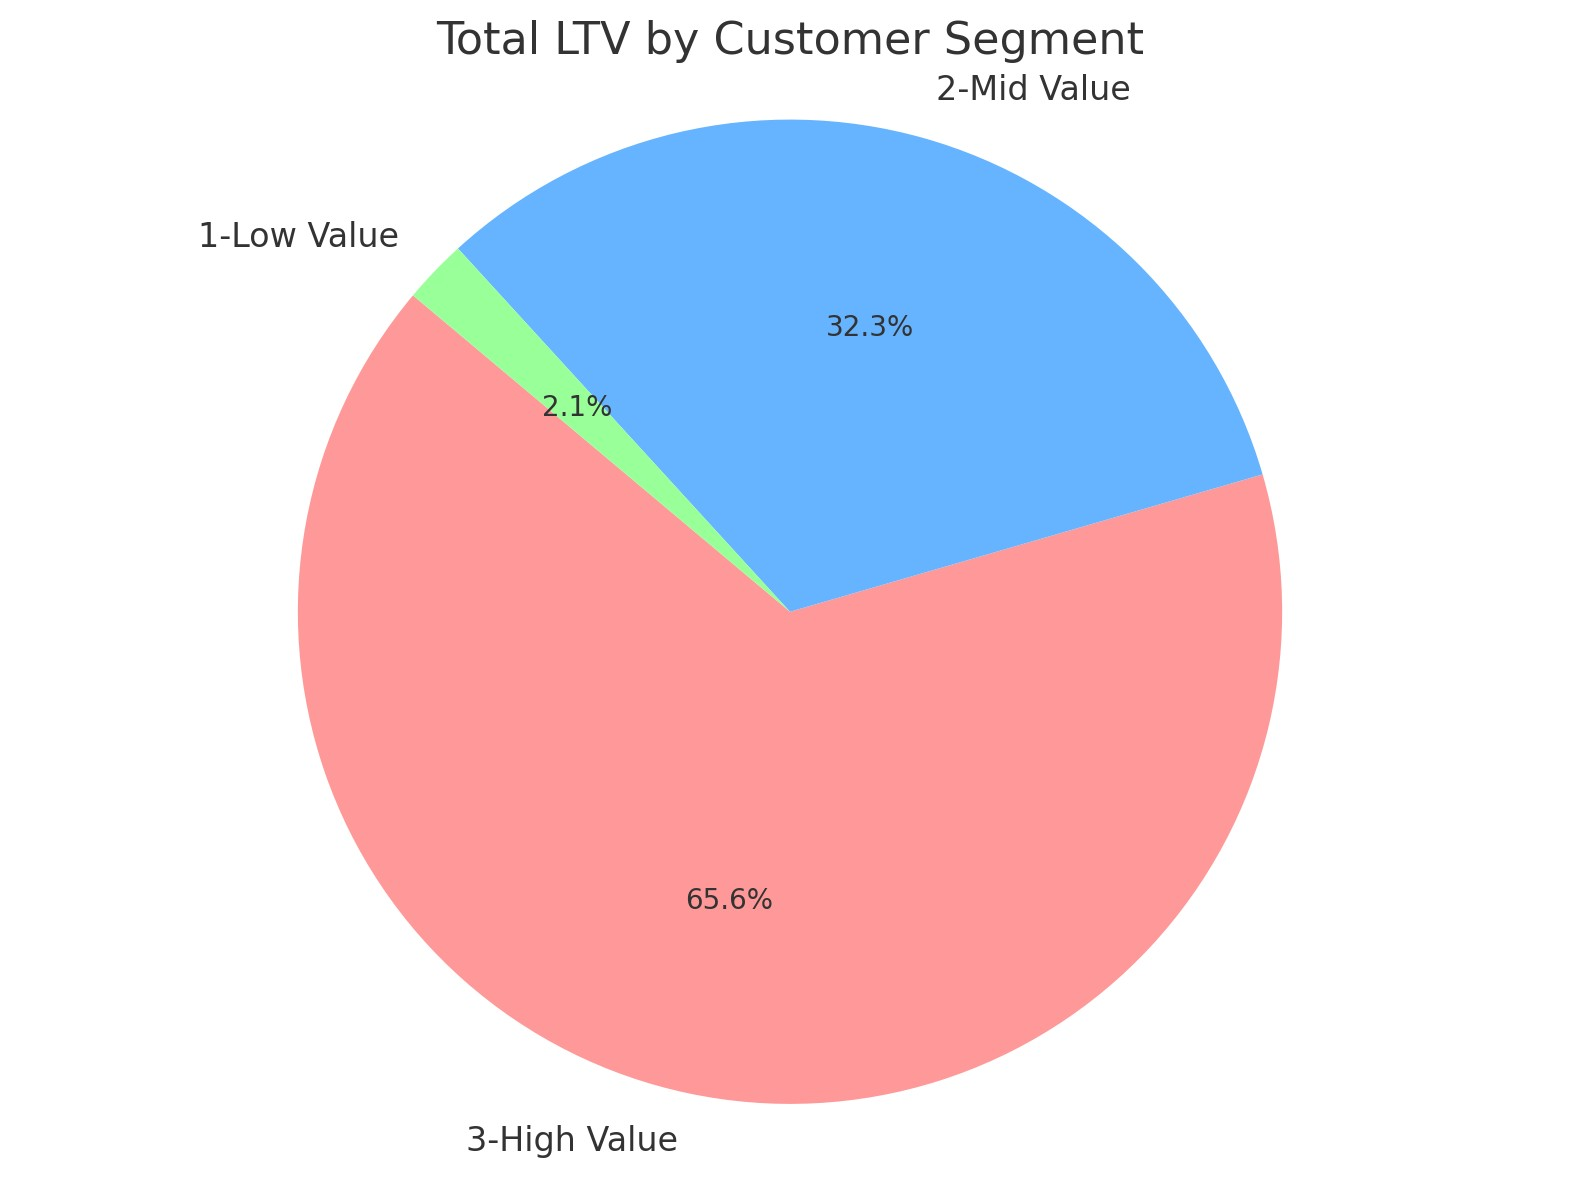 Total LTV by Customer Segment
2-Mid Value
1-Low Value
32.3%
2.1%
65.6%
3-High Value